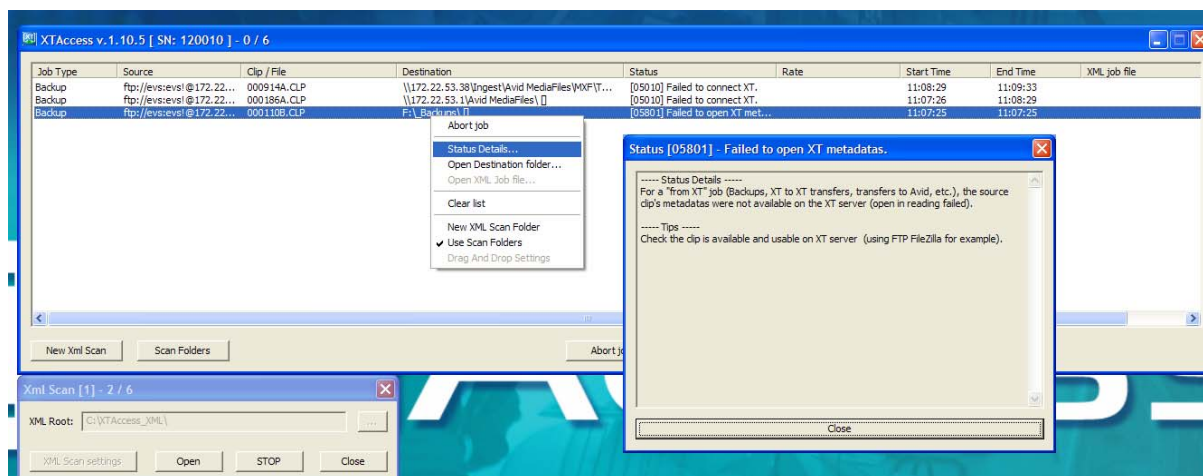 XTAccess v.1.10.5 [ SN: 120010 ] - 0 / 6
Job Type Source Clip / File Destination Status Rate Start Time End Time XML job file
Backup ftp://evs:evs!@172.22... 000914A.CLP \\172.22.53.38\Ingest\Avid MediaFiles\MXF\T... [05010] Failed to connect XT. 11:08:29 11:09:33
Backup ftp://evs:evs!@172.22... 000186A.CLP \\172.22.53.1\Avid MediaFiles\ [] [05010] Failed to connect XT. 11:07:26 11:08:29
Backup ftp://evs:evs!@172.22... 000110B.CLP F:\_Backups\ [] [05801] Failed to open XT met... 11:07:25 11:07:25
Abort job
Status Details...
Open Destination folder...
Open XML Job file...
Clear list
New XML Scan Folder
Use Scan Folders
Drag And Drop Settings
Status [05801] - Failed to open XT metadatas.
----- Status Details -----
For a "from XT" job (Backups, XT to XT transfers, transfers to Avid, etc.), the source
clip's metadatas were not available on the XT server (open in reading failed).
----- Tips -----
Check the clip is available and usable on XT server (using FTP FileZilla for example).
Close
New Xml Scan Scan Folders Abort
Xml Scan [1] - 2 / 6
XML Root: C:\XTAccess_XML\ ...
XML Scan settings Open STOP Close